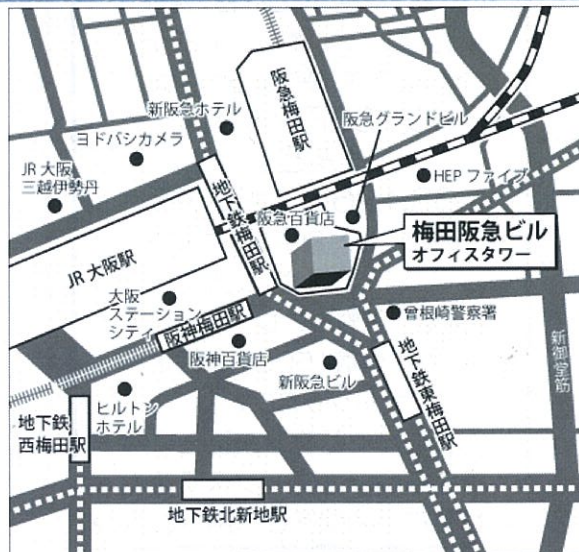 阪急梅田駅
新阪急ホテル
阪急グランドビル
ヨドバシカメラ
JR大阪
三越伊勢丹
HEP ファイブ
地下鉄梅田駅
阪急百貨店
梅田阪急ビル
オフィスタワー
JR大阪駅
大阪
ステーション
シティ
阪神梅田駅
曾根崎警察署
阪神百貨店
新阪急ビル
地下鉄東梅田駅
新御堂筋
ヒルトン
ホテル
地下鉄
西梅田駅
地下鉄北新地駅